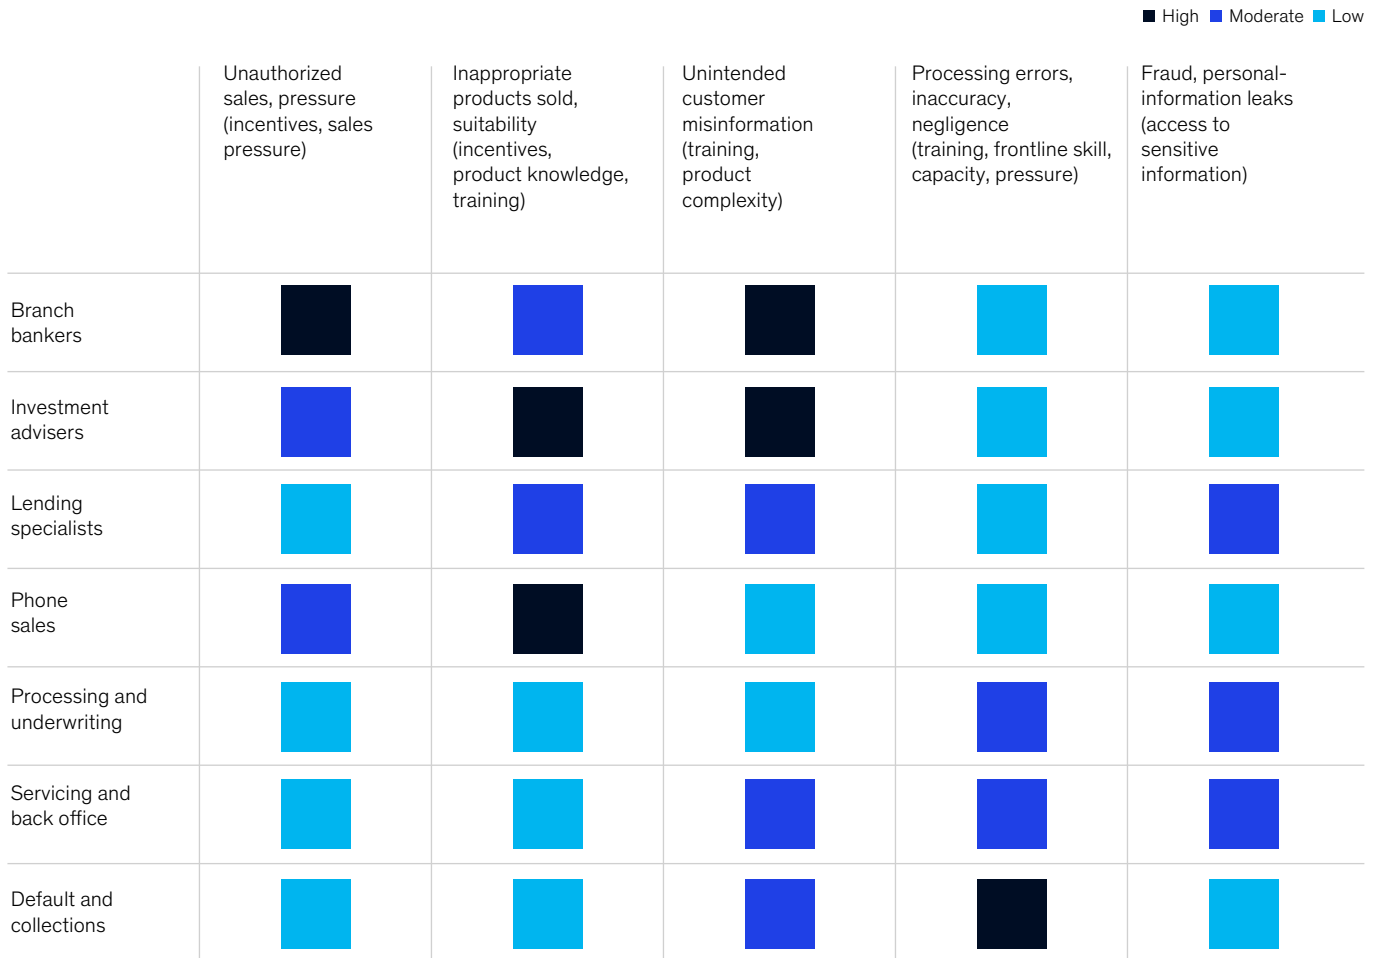 High Moderate Low
Unauthorized
sales, pressure
(incentives, sales
pressure)
Inappropriate
products sold,
suitability
(incentives,
product knowledge,
training)
Unintended
customer
misinformation
(training,
product
complexity)
Processing errors,
inaccuracy,
negligence
(training, frontline skill,
capacity, pressure)
Fraud, personal-
information leaks
(access to
sensitive
information)
Branch
bankers
Investment
advisers
Lending
specialists
Phone
sales
Processing and
underwriting
Servicing and
back office
Default and
collections